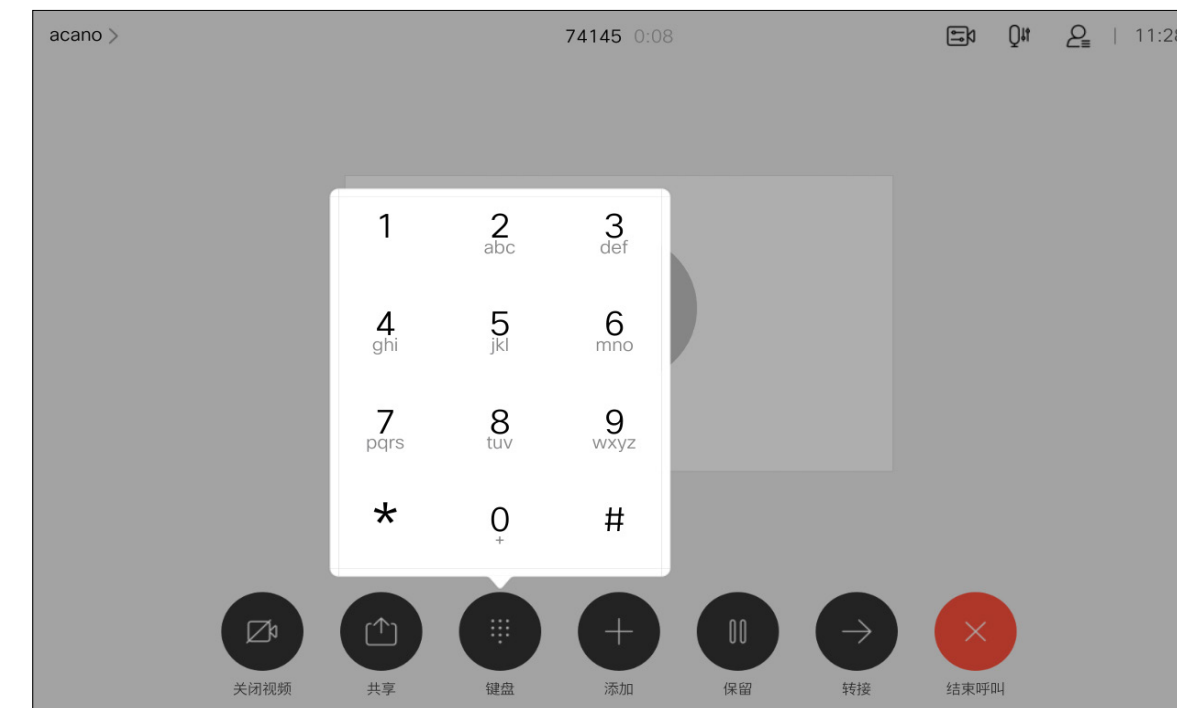 acano
74145 0:08
11:28
1 2 3
abc def
4 5 6
ghi jkl mno
7 8 9
pqrs tuv wxyz
* 0 #
+
关闭视频 共享 键盘 添加 保留 转接 结束呼叫